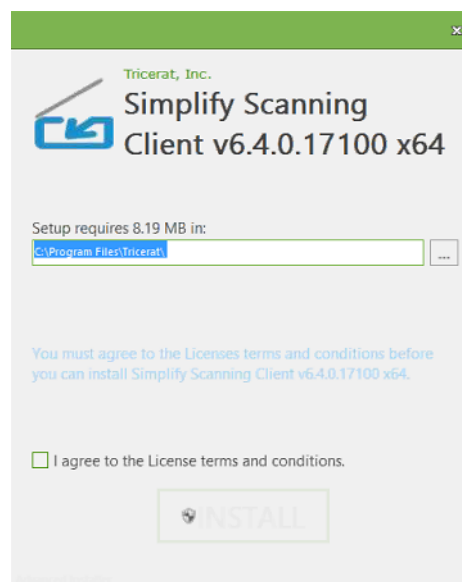 Tricerat, Inc.
Simplify Scanning
Client v6.4.0.17100 x64
Setup requires 8.19 MB in:
C:\Program Files\Tricerat\
...
You must agree to the Licenses terms and conditions before
you can install Simplify Scanning Client v6.4.0.17100 x64.
I agree to the License terms and conditions.
INSTALL